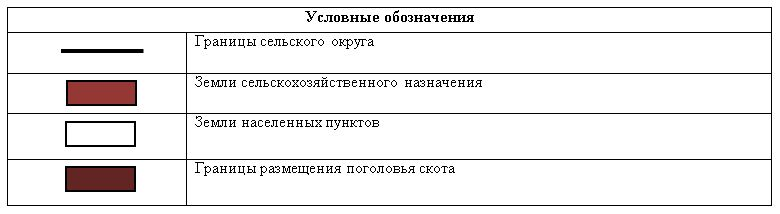 Условные обозначения
Границы сельского округа
Земли сельскохозяйственного назначения
Земли населенных пунктов
Границы размещения поголовья скота